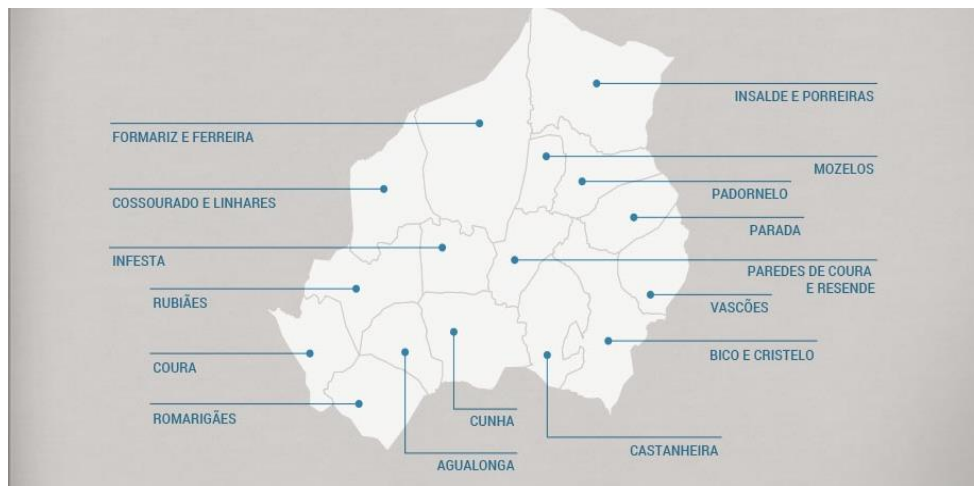 INSALDE E PORREIRAS
FORMARIZ E FERREIRA
MOZELOS
PADORNELO
COSSOURADO E LINHARES
PARADA
INFESTA
PAREDES DE COURA
E RESENDE
RUBIÃES
VASCÕES
COURA
BICO E CRISTELO
ROMARIGÃES
CUNHA
CASTANHEIRA
AGUALONGA